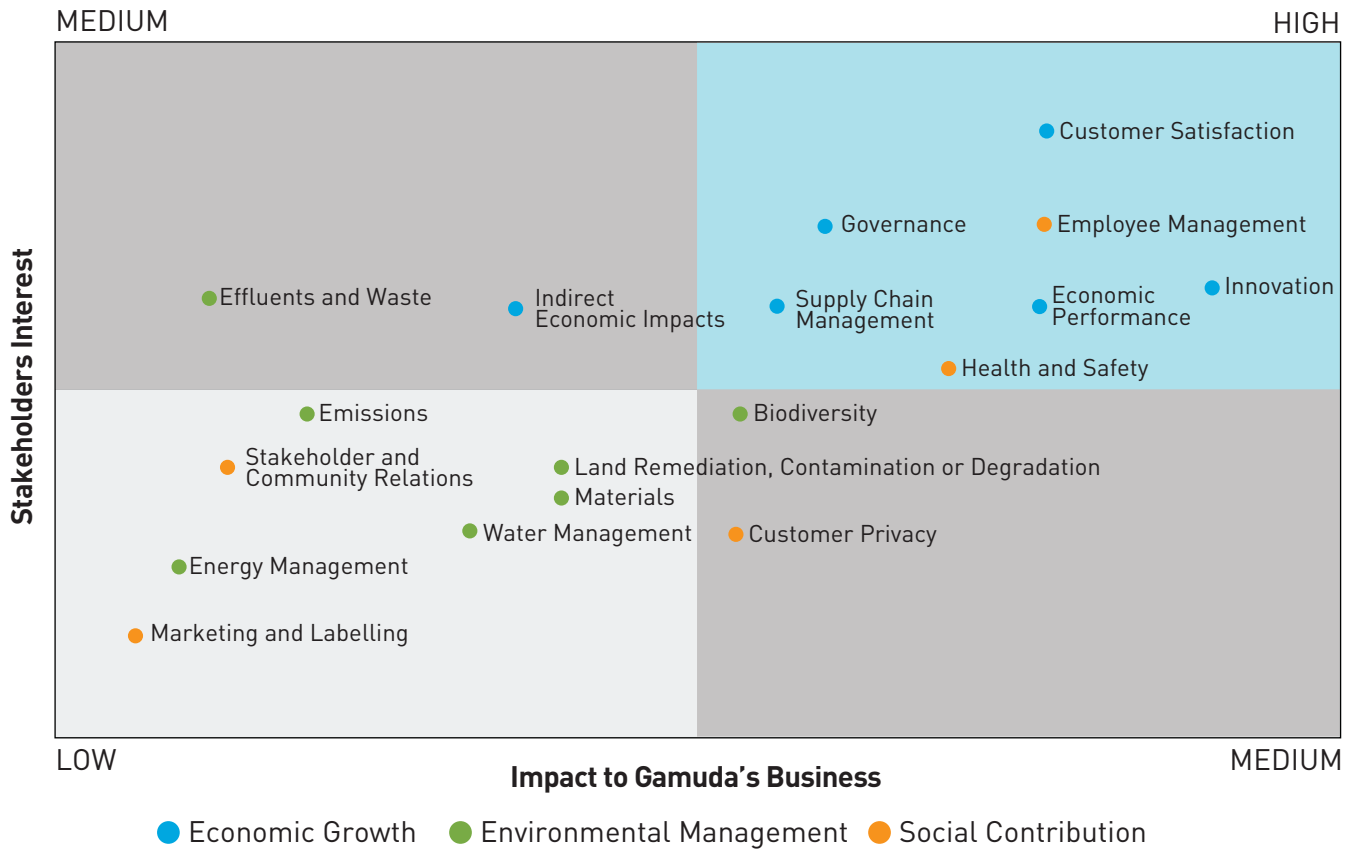 MEDIUM
HIGH
Customer Satisfaction
Governance
Employee Management
Effluents and Waste
Indirect
Economic Impacts
Supply Chain
Management
Economic
Performance
Innovation
Health and Safety
Emissions
Biodiversity
Stakeholder and
Community Relations
Land Remediation, Contamination or Degradation
Materials
Water Management
Customer Privacy
Energy Management
Marketing and Labelling
Stakeholders Interest
LOW
MEDIUM
Impact to Gamuda’s Business
Economic Growth
Environmental Management
Social Contribution